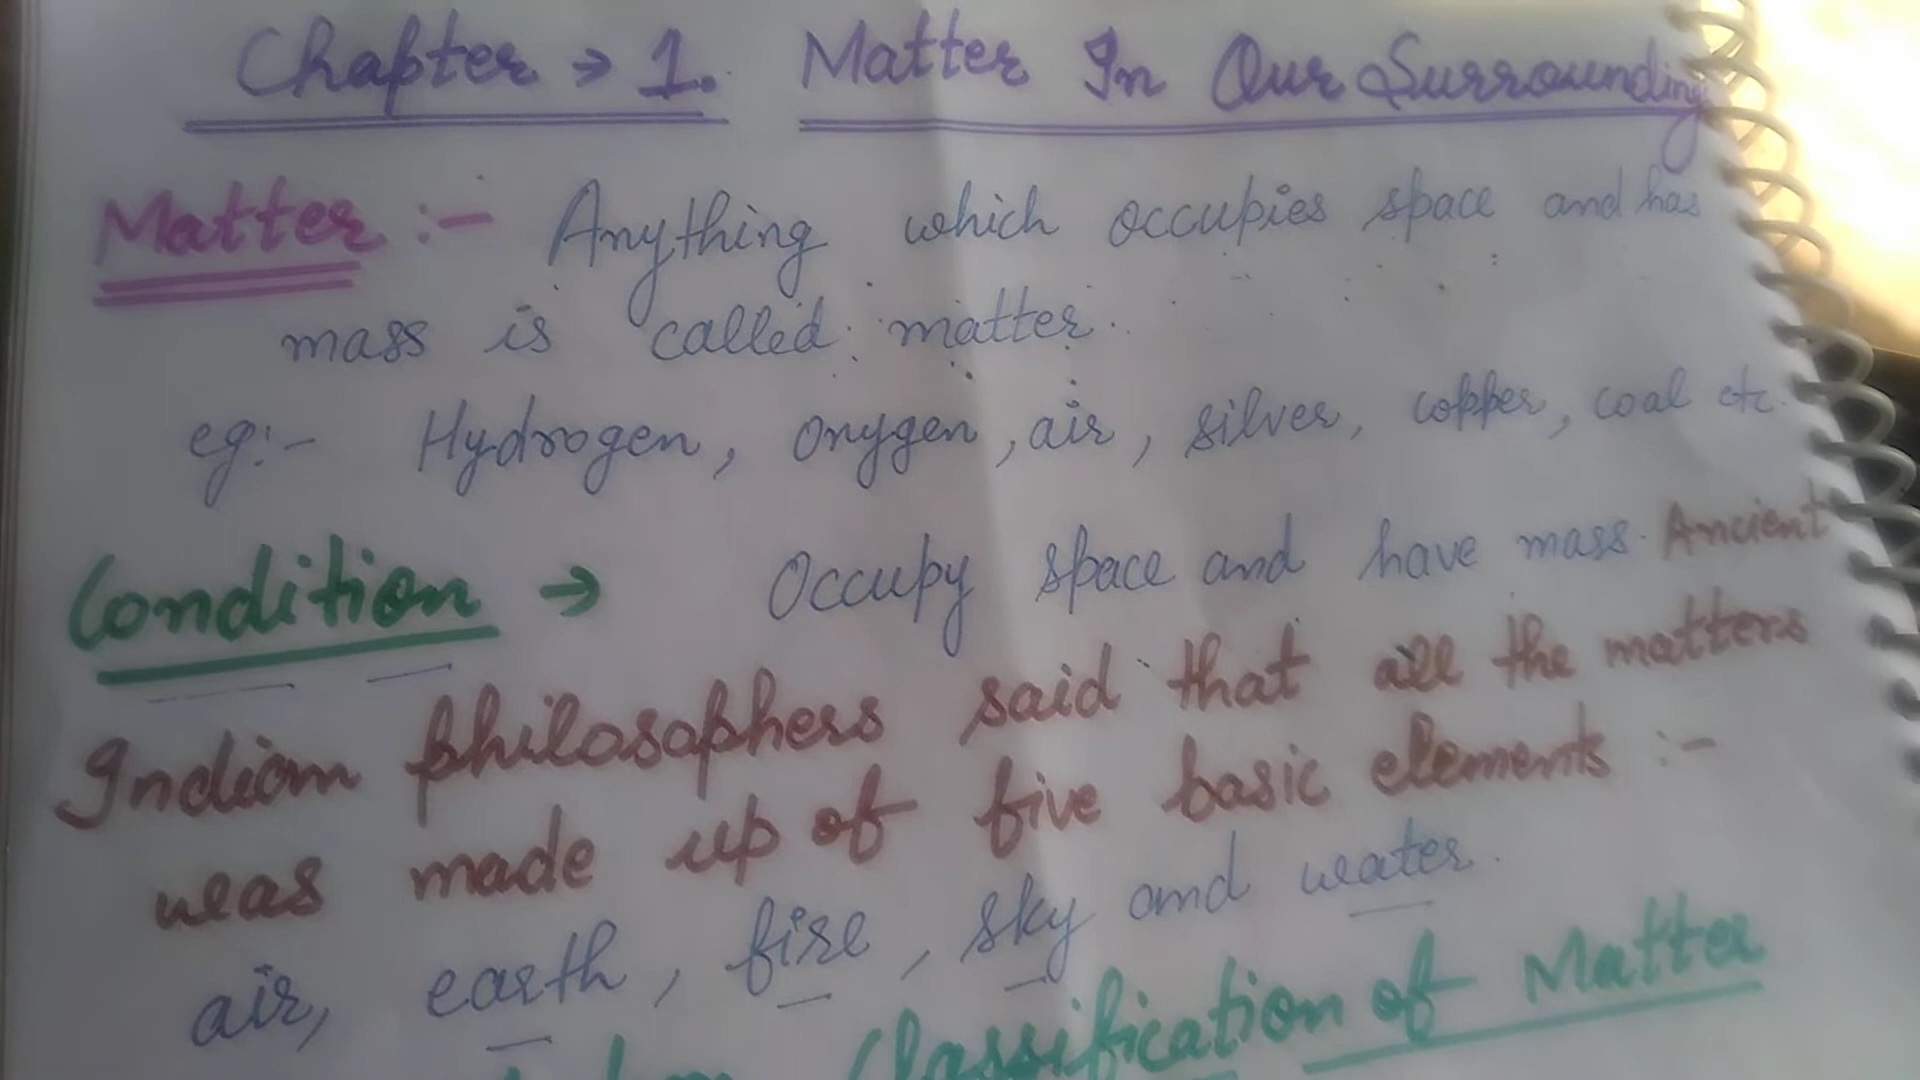 Chapter → 1. Matter In Our Surroundings
Matter :- Anything which occupies space and has
mass is called matter.
eg:- Hydrogen, oxygen, air, silver, copper, coal etc.
Condition → Occupy space and have mass. Ancient
Indian philosophers said that all the matters
was made up of five basic elements :-
air, earth, fire, sky and water.
Classification of Matter